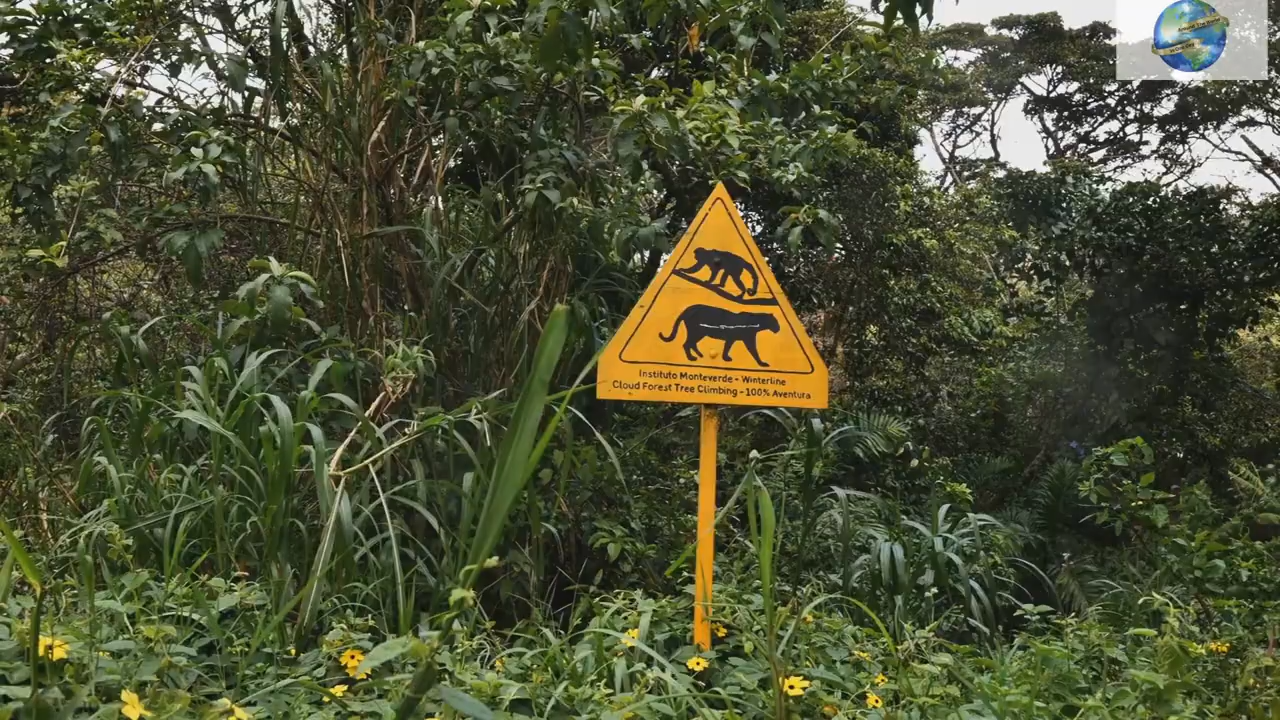 Instituto Monteverde - Winterline
Cloud Forest Tree Climbing - 100% Aventura